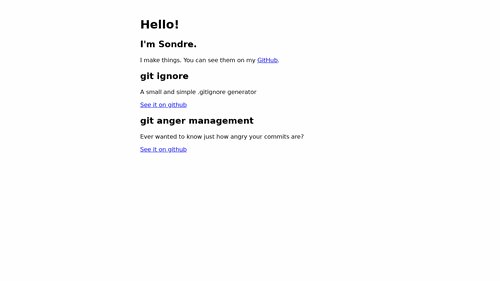 Hello!
I'm Sondre.
I make things. You can see them on my GitHub.
git ignore
A small and simple .gitignore generator
See it on github
git anger management
Ever wanted to know just how angry your commits are?
See it on github